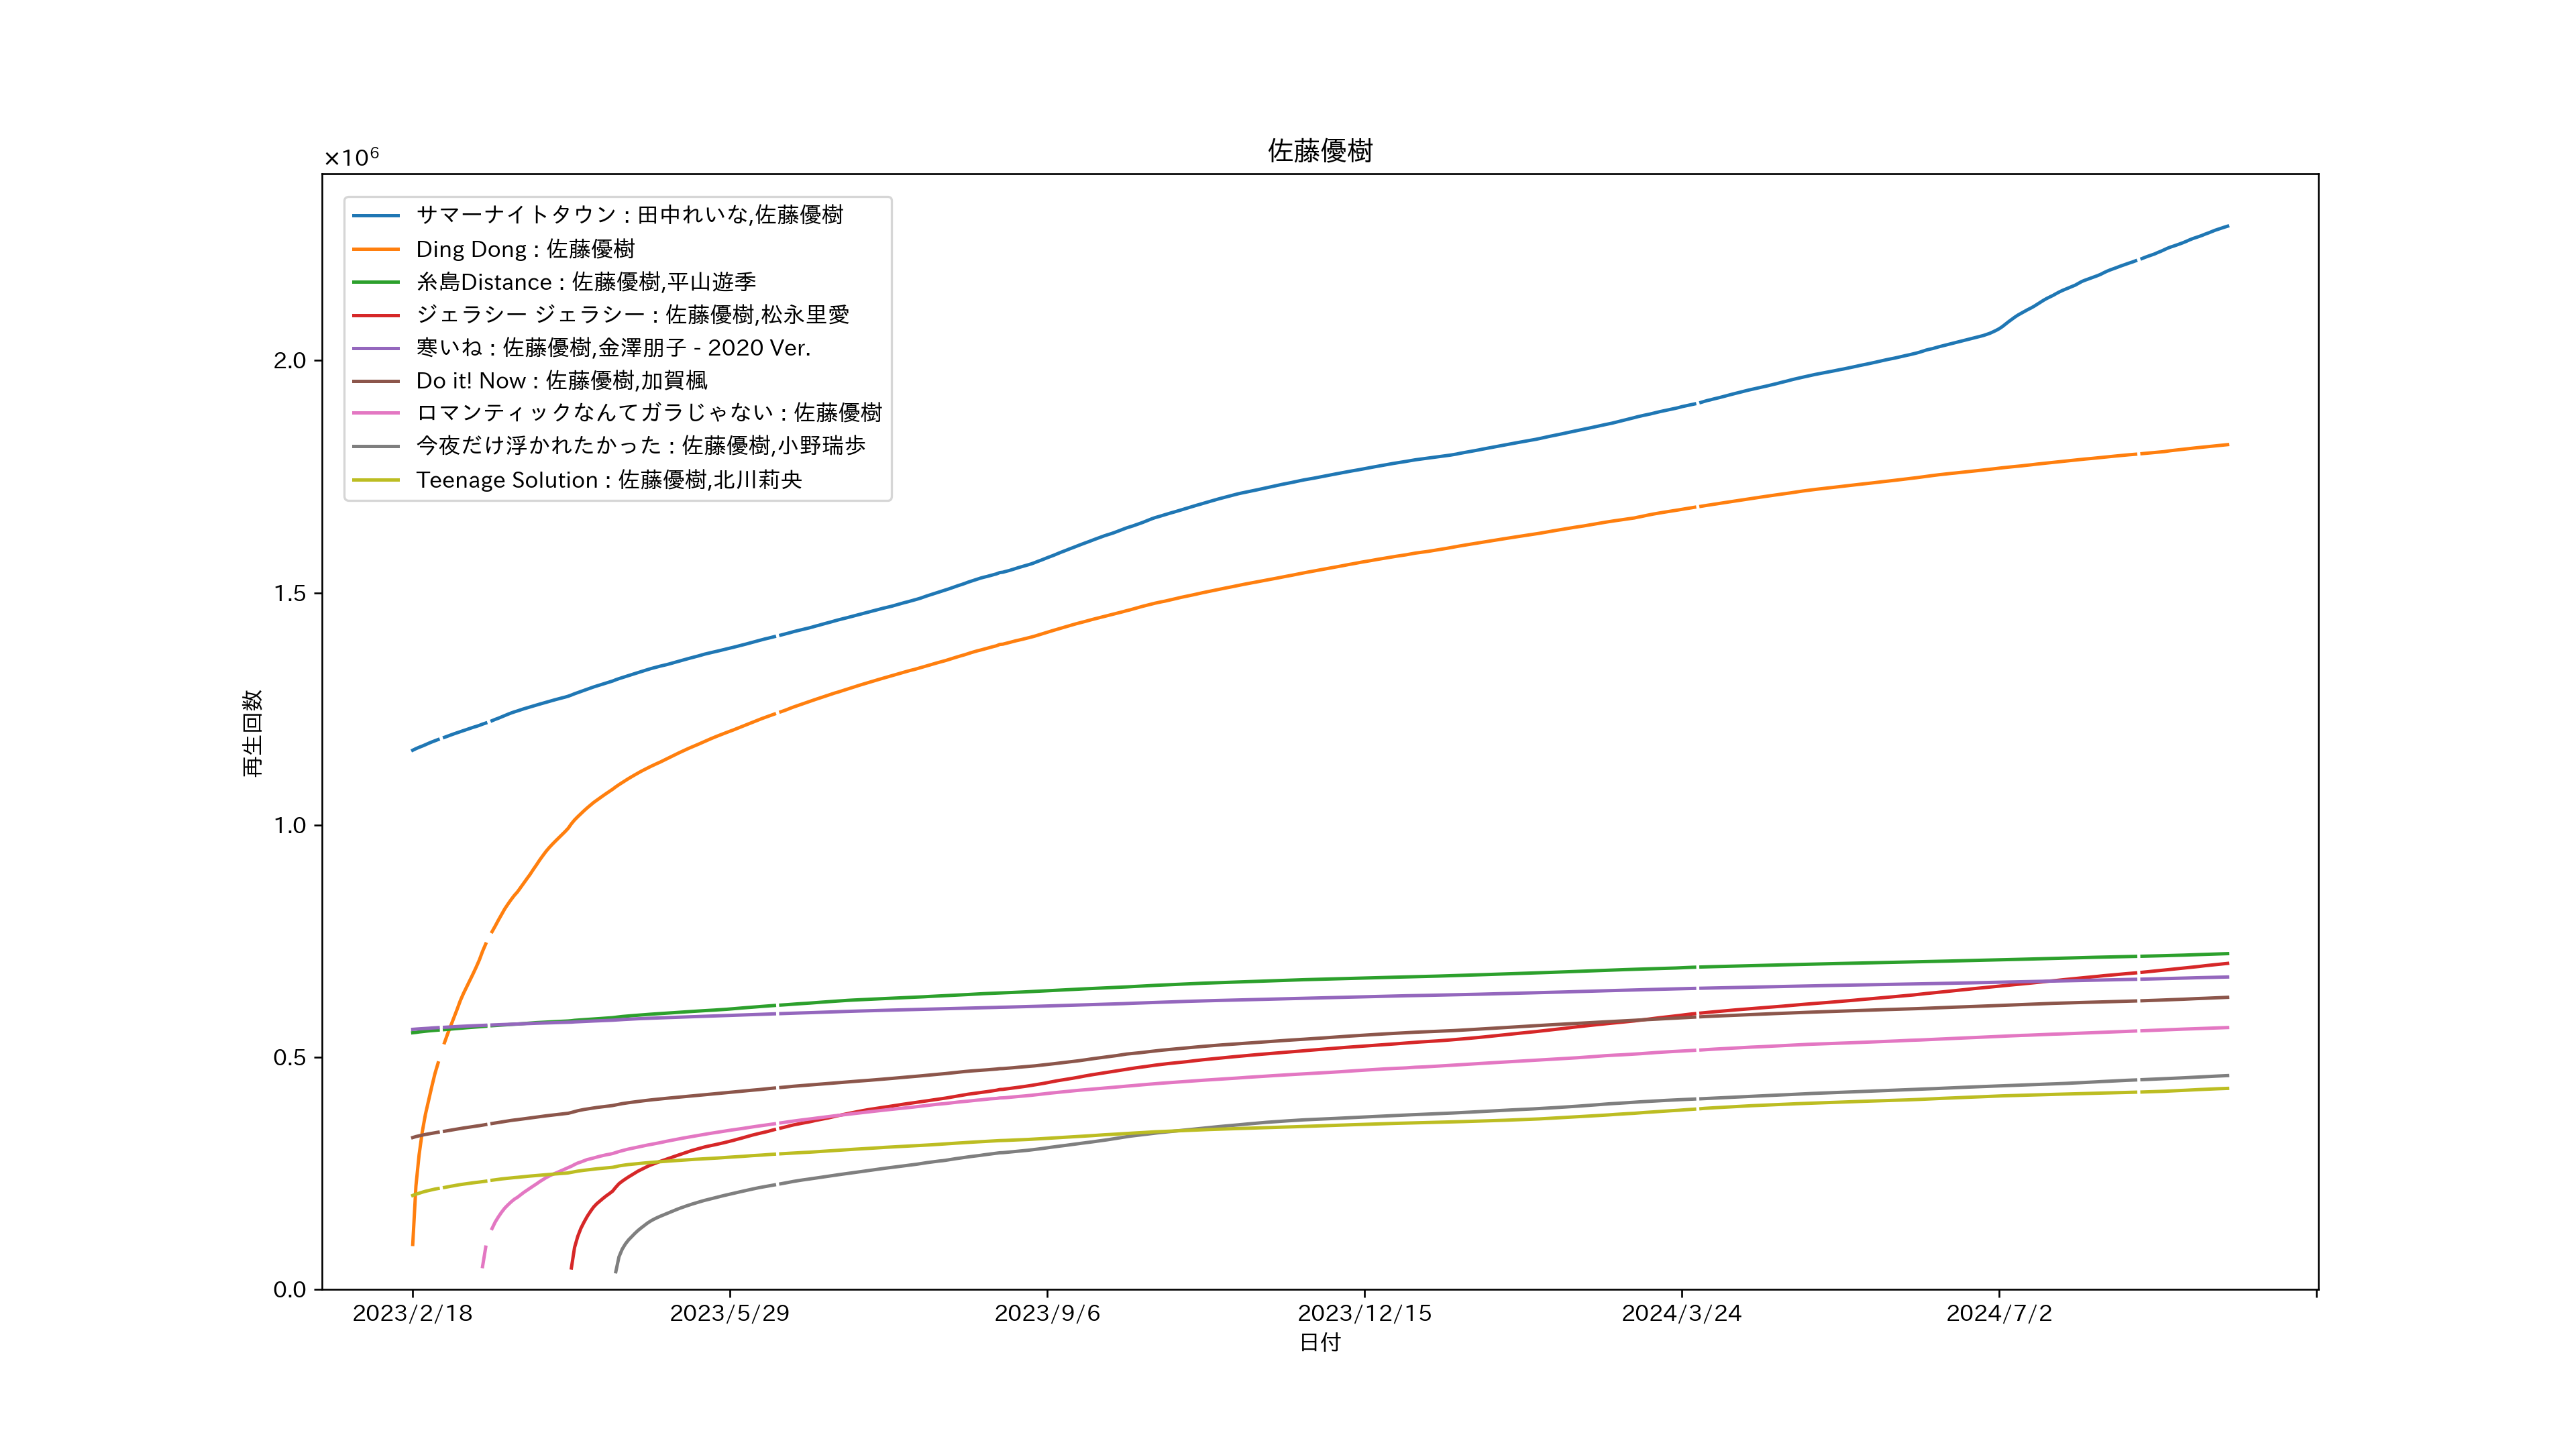 佐藤優樹
×10⁶
サマーナイトタウン : 田中れいな,佐藤優樹
Ding Dong : 佐藤優樹
糸島Distance : 佐藤優樹,平山遊季
ジェラシー ジェラシー : 佐藤優樹,松永里愛
寒いね : 佐藤優樹,金澤朋子 - 2020 Ver.
Do it! Now : 佐藤優樹,加賀楓
ロマンティックなんてガラじゃない : 佐藤優樹
今夜だけ浮かれたかった : 佐藤優樹,小野瑞歩
Teenage Solution : 佐藤優樹,北川莉央
2.0
1.5
1.0
0.5
0.0
再生回数
2023/2/18
2023/5/29
2023/9/6
2023/12/15
2024/3/24
2024/7/2
日付